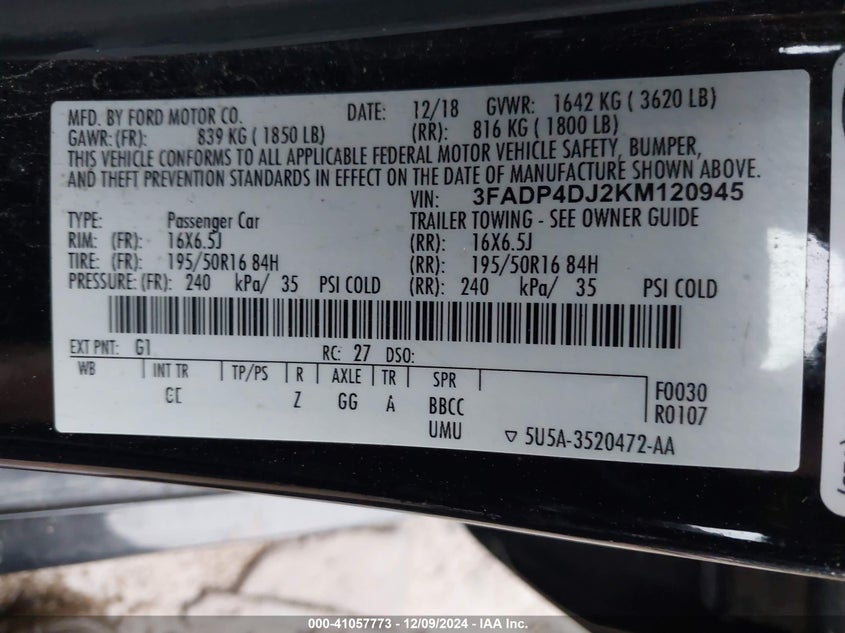 MFD. BY FORD MOTOR CO. DATE: 12/18 GVWR: 1642 KG ( 3620 LB)
GAWR: (FR): 839 KG ( 1850 LB) (RR): 816 KG ( 1800 LB)
THIS VEHICLE CONFORMS TO ALL APPLICABLE FEDERAL MOTOR VEHICLE SAFETY, BUMPER,
AND THEFT PREVENTION STANDARDS IN EFFECT ON THE DATE OF MANUFACTURE SHOWN ABOVE.
VIN: 3FADP4DJ2KM120945
TYPE: Passenger Car TRAILER TOWING - SEE OWNER GUIDE
RIM: (FR): 16X6.5J (RR): 16X6.5J
TIRE: (FR): 195/50R16 84H (RR): 195/50R16 84H
PRESSURE: (FR): 240 kPa/ 35 PSI COLD (RR): 240 kPa/ 35 PSI COLD
EXT PNT: G1 RC: 27 DSO:
WB INT TR TP/PS R AXLE TR SPR F0030
Z GG A BBCC R0107
UMU ▽ 5U5A-3520472-AA
000-41057773 - 12/09/2024 - IAA Inc.